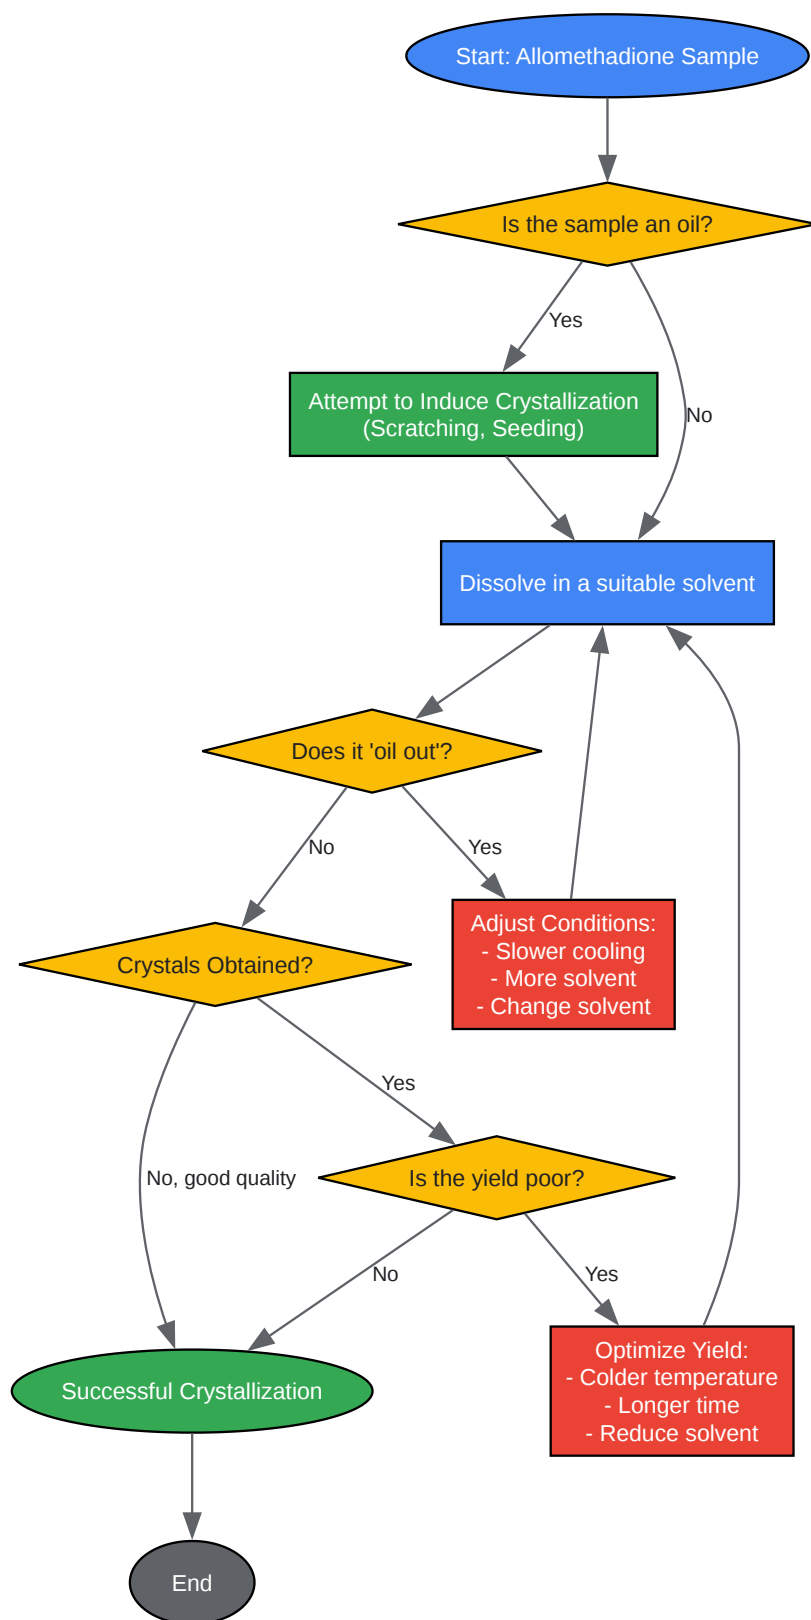 Start: Allomethadione Sample
Is the sample an oil?
Yes
Attempt to Induce Crystallization
(Scratching, Seeding)
No
Dissolve in a suitable solvent
Does it 'oil out'?
No
Yes
Adjust Conditions:
- Slower cooling
- More solvent
- Change solvent
Crystals Obtained?
Yes
No, good quality
Is the yield poor?
No
Yes
Optimize Yield:
- Colder temperature
- Longer time
- Reduce solvent
Successful Crystallization
End